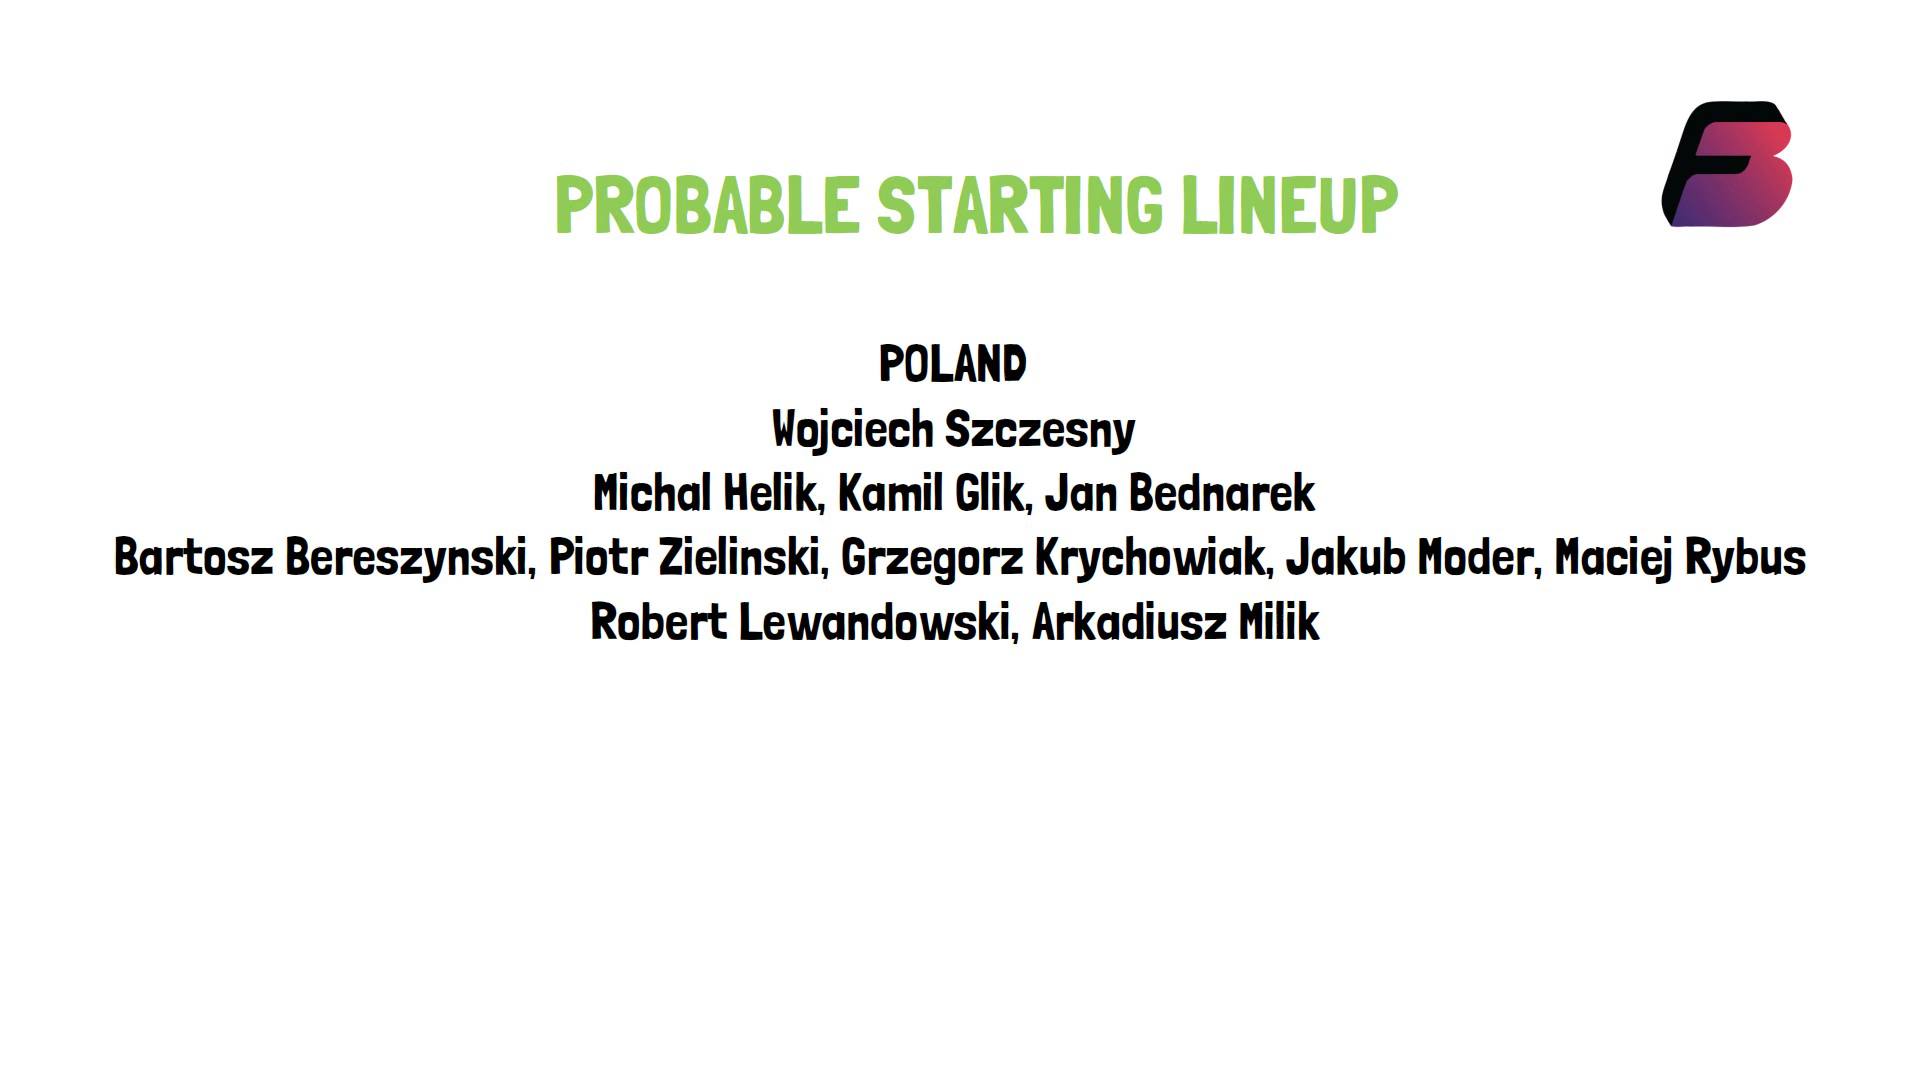 PROBABLE STARTING LINEUP
POLAND
Wojciech Szczesny
Michal Helik, Kamil Glik, Jan Bednarek
Bartosz Bereszynski, Piotr Zielinski, Grzegorz Krychowiak, Jakub Moder, Maciej Rybus
Robert Lewandowski, Arkadiusz Milik